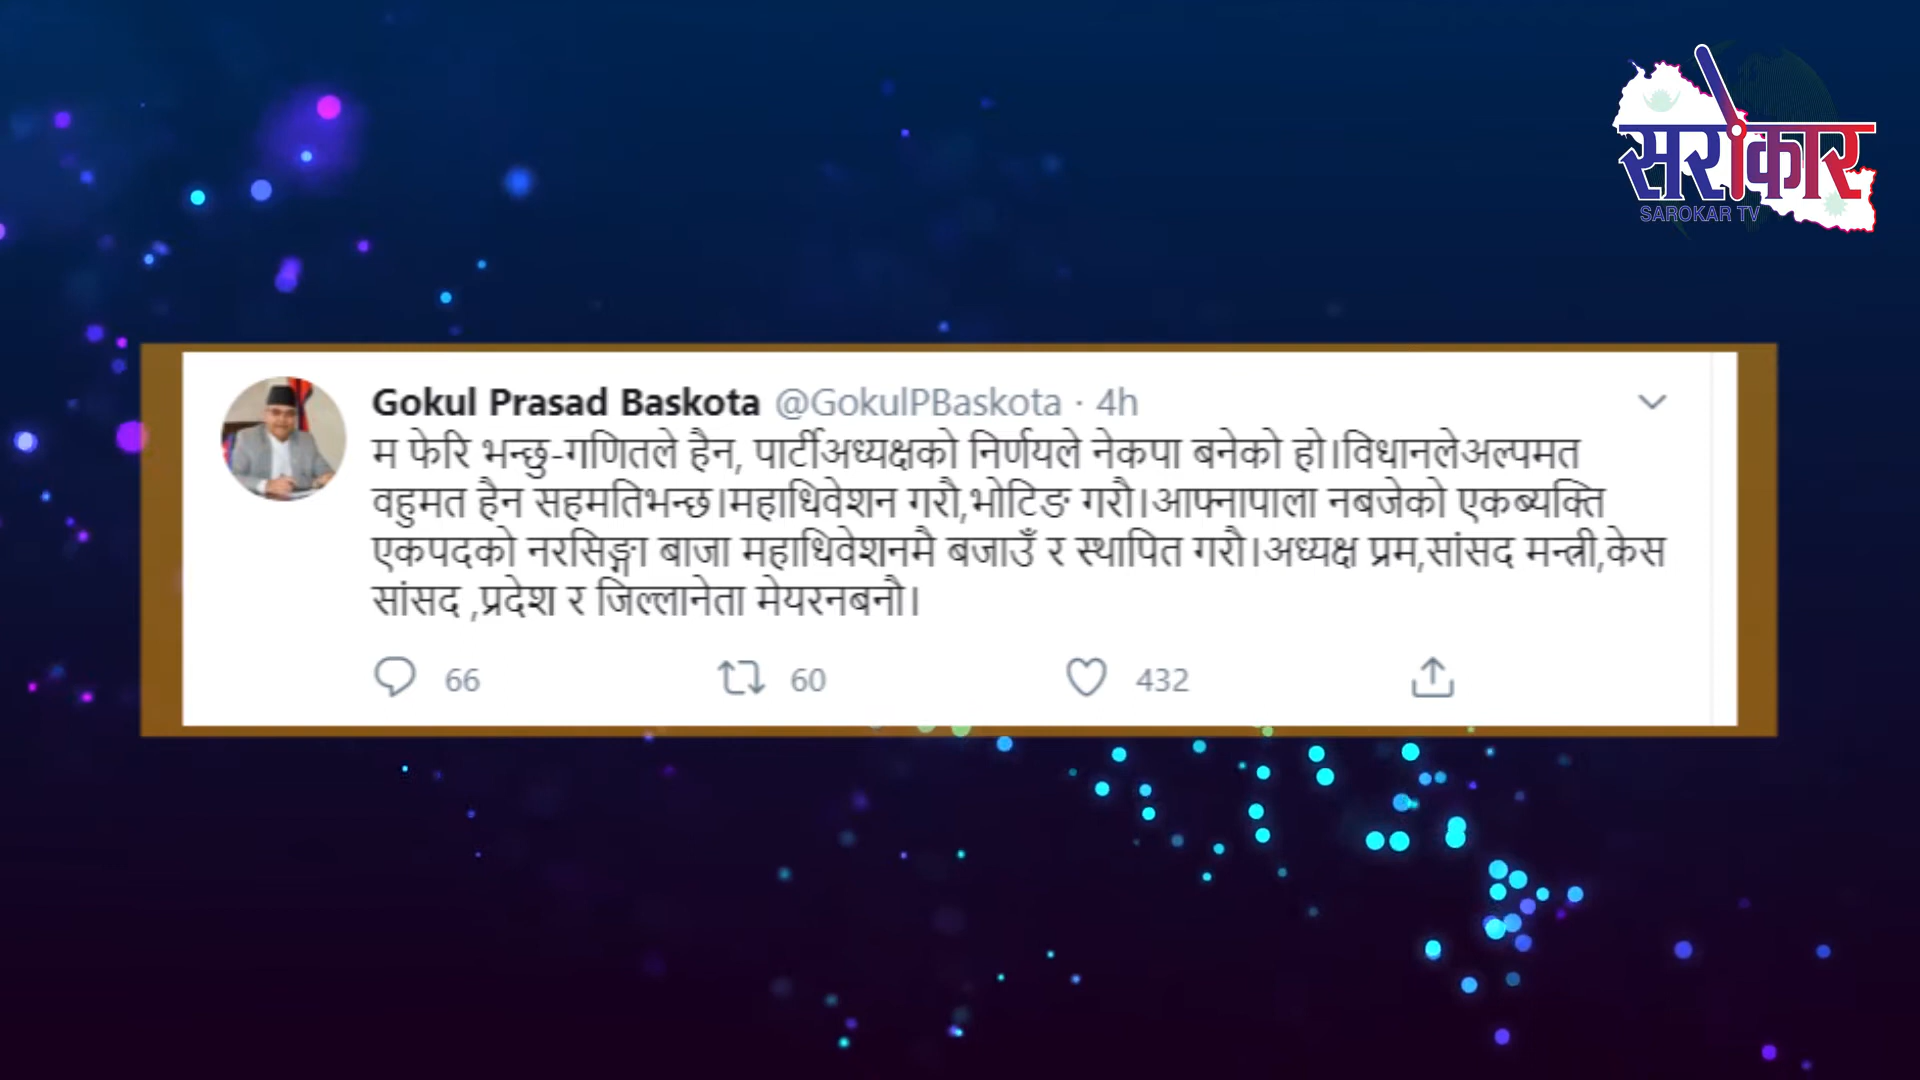 सरोकार
SAROKAR TV
Gokul Prasad Baskota @GokulPBaskota · 4h
म फेरि भन्छु-गणितले हैन, पार्टीअध्यक्षको निर्णयले नेकपा बनेको हो।विधानलेअल्पमत
वहुमत हैन सहमतिभन्छ।महाधिवेशन गरौ,भोटिङ गरौ।आफ्नापाला नबजेको एकब्यक्ति
एकपदको नरसिङ्गा बाजा महाधिवेशनमै बजाउँ र स्थापित गरौ।अध्यक्ष प्रम,सांसद मन्त्री,केस
सांसद ,प्रदेश र जिल्लानेता मेयरनबनौ।
66 60 432